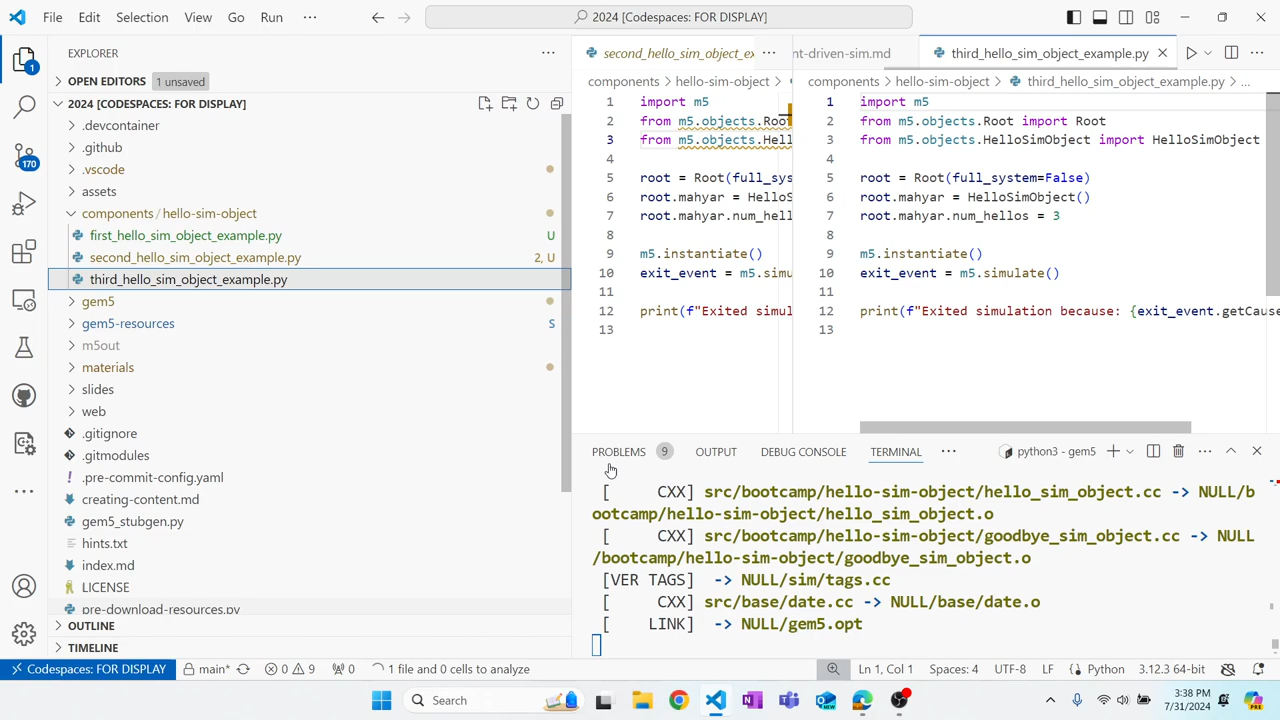 File Edit Selection View Go Run ··· 2024 [Codespaces: FOR DISPLAY]
EXPLORER
OPEN EDITORS 1 unsaved
2024 [CODESPACES: FOR DISPLAY]
.devcontainer
.github
.vscode
assets
components / hello-sim-object
first_hello_sim_object_example.py U
second_hello_sim_object_example.py 2, U
third_hello_sim_object_example.py
gem5
gem5-resources S
m5out
materials
slides
web
.gitignore
.gitmodules
.pre-commit-config.yaml
creating-content.md
gem5_stubgen.py
hints.txt
index.md
LICENSE
pre-download-resources.py
OUTLINE
TIMELINE
1
170
second_hello_sim_object_ex
components > hello-sim-object >
1 import m5
2 from m5.objects.Roo
3 from m5.objects.Hell
4
5 root = Root(full_sys
6 root.mahyar = HelloS
7 root.mahyar.num_hell
8
9 m5.instantiate()
10 exit_event = m5.simu
11
12 print(f"Exited simul
13
nt-driven-sim.md third_hello_sim_object_example.py
components > hello-sim-object > third_hello_sim_object_example.py > ...
1 import m5
2 from m5.objects.Root import Root
3 from m5.objects.HelloSimObject import HelloSimObject
4
5 root = Root(full_system=False)
6 root.mahyar = HelloSimObject()
7 root.mahyar.num_hellos = 3
8
9 m5.instantiate()
10 exit_event = m5.simulate()
11
12 print(f"Exited simulation because: {exit_event.getCause
13
PROBLEMS 9 OUTPUT DEBUG CONSOLE TERMINAL ··· python3 - gem5
[ CXX] src/bootcamp/hello-sim-object/hello_sim_object.cc -> NULL/b
ootcamp/hello-sim-object/hello_sim_object.o
[ CXX] src/bootcamp/hello-sim-object/goodbye_sim_object.cc -> NULL
/bootcamp/hello-sim-object/goodbye_sim_object.o
[VER TAGS] -> NULL/sim/tags.cc
[ CXX] src/base/date.cc -> NULL/base/date.o
[ LINK] -> NULL/gem5.opt
Codespaces: FOR DISPLAY main* 0 9 0 1 file and 0 cells to analyze Ln 1, Col 1 Spaces: 4 UTF-8 LF Python 3.12.3 64-bit
Search 3:38 PM
7/31/2024